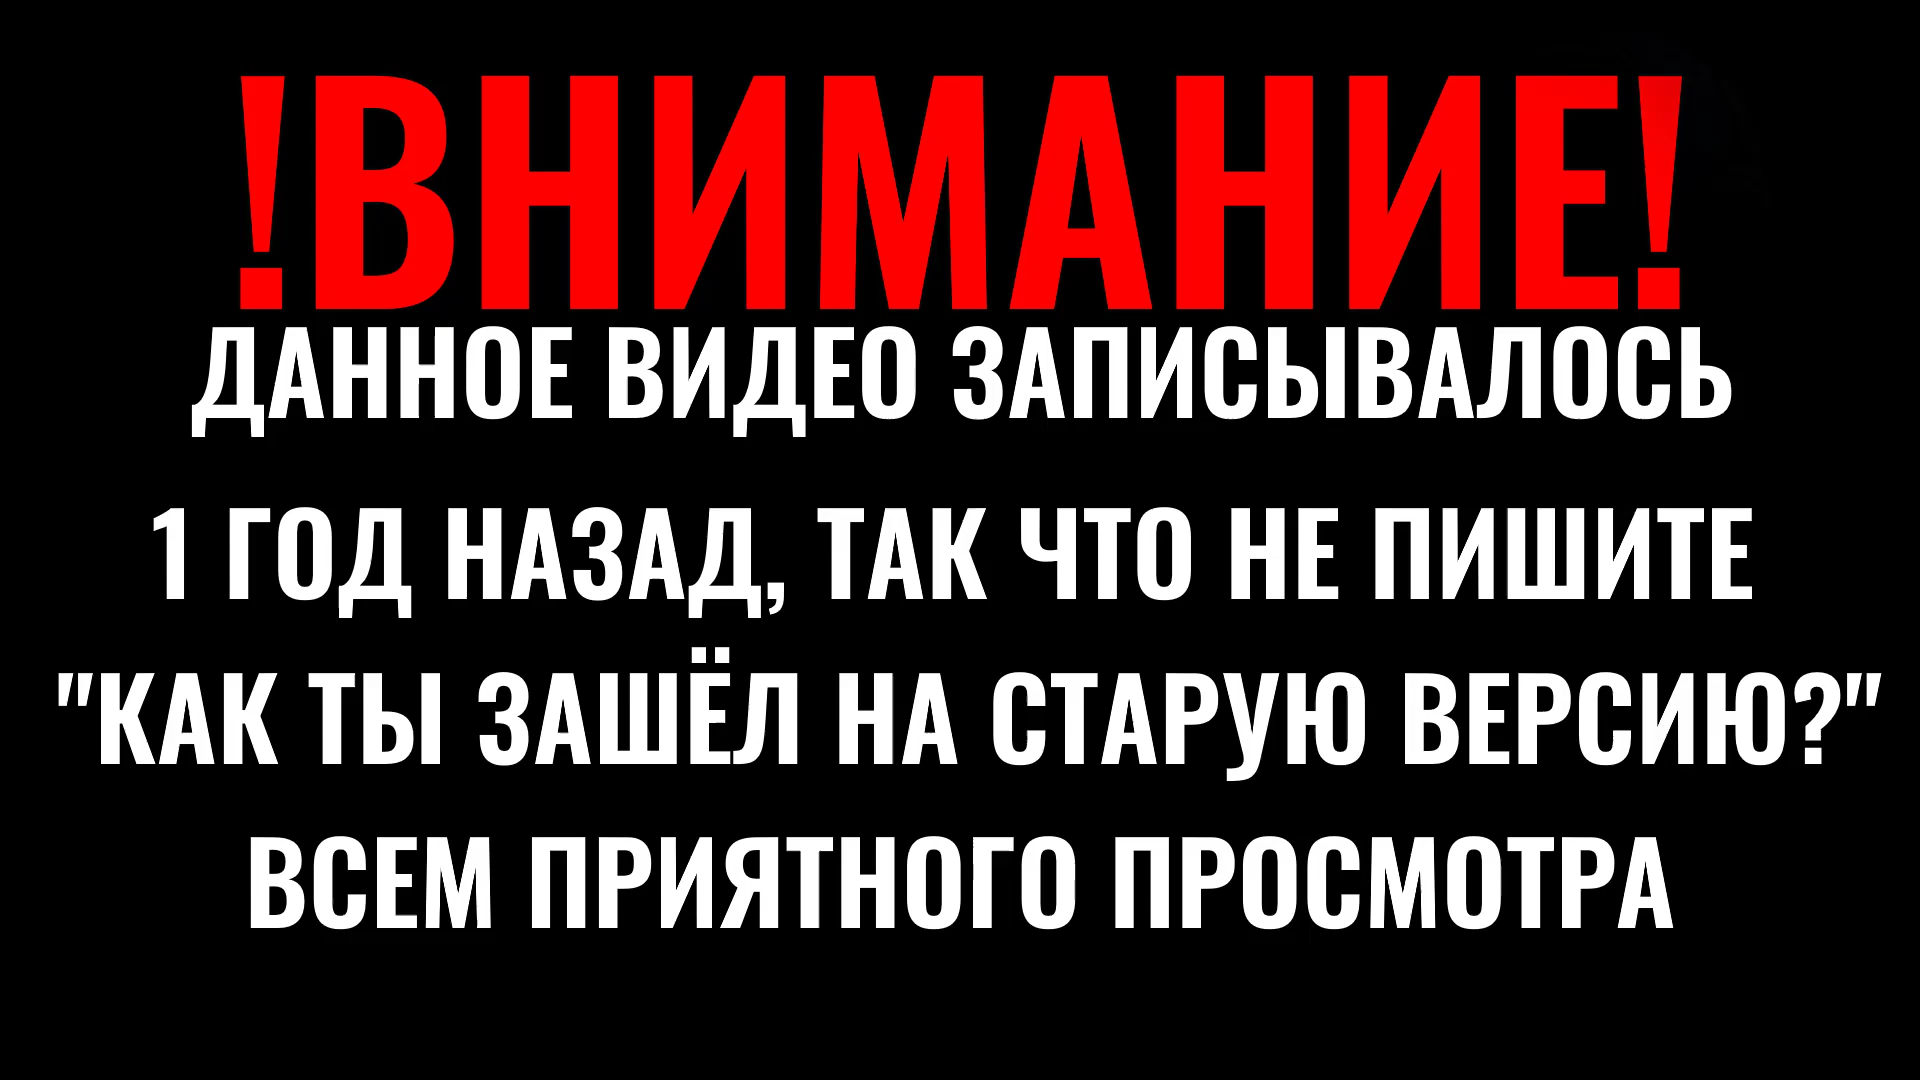 !ВНИМАНИЕ!
ДАННОЕ ВИДЕО ЗАПИСЫВАЛОСЬ
1 ГОД НАЗАД, ТАК ЧТО НЕ ПИШИТЕ
"КАК ТЫ ЗАШЁЛ НА СТАРУЮ ВЕРСИЮ?"
ВСЕМ ПРИЯТНОГО ПРОСМОТРА